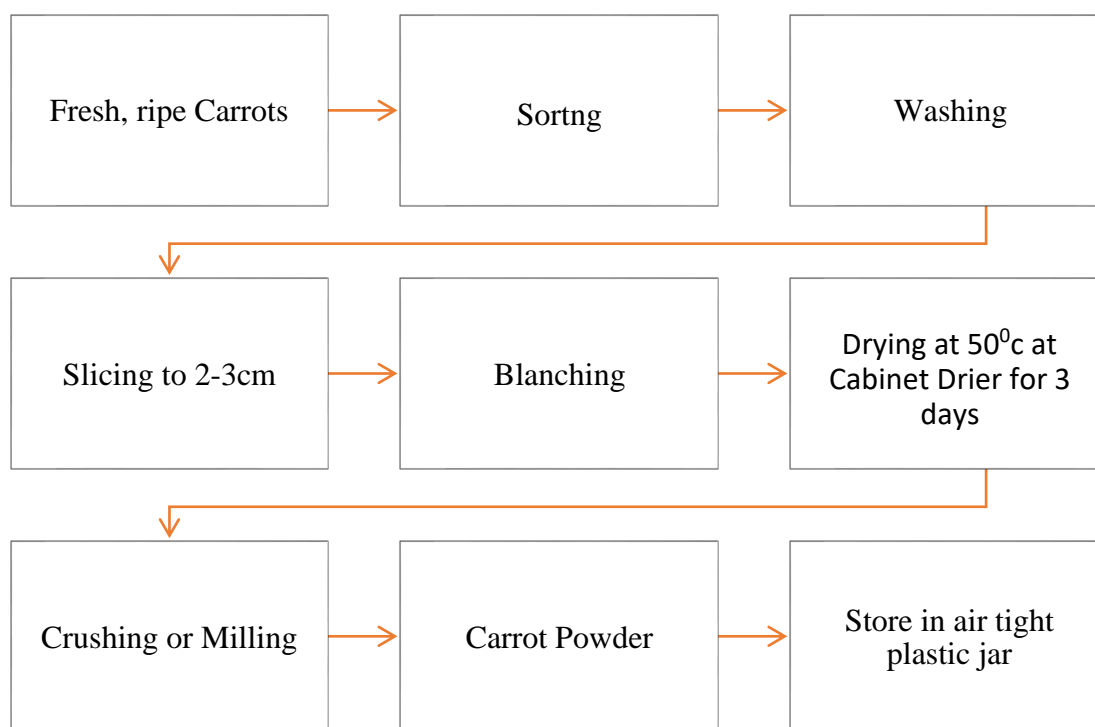 Fresh, ripe Carrots
Sortng
Washing
Slicing to 2-3cm
Blanching
Drying at 50⁰c at
Cabinet Drier for 3
days
Crushing or Milling
Carrot Powder
Store in air tight
plastic jar